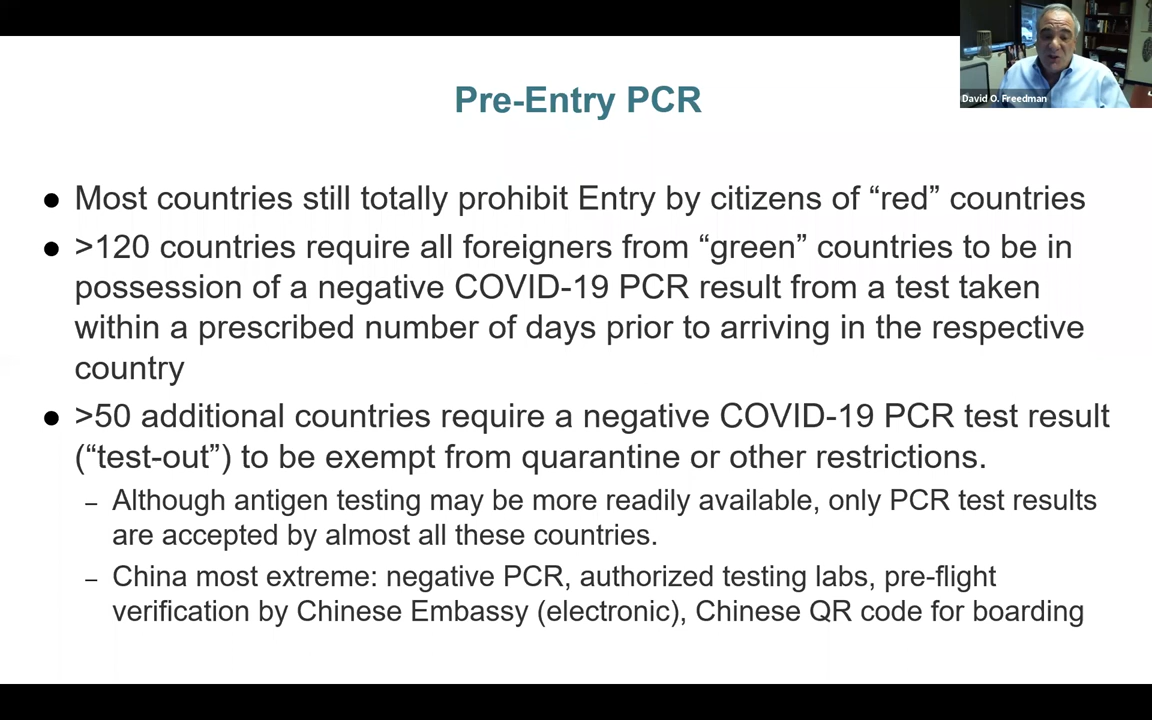 Pre-Entry PCR
David O. Freedman
● Most countries still totally prohibit Entry by citizens of “red” countries
● >120 countries require all foreigners from “green” countries to be in
possession of a negative COVID-19 PCR result from a test taken
within a prescribed number of days prior to arriving in the respective
country
● >50 additional countries require a negative COVID-19 PCR test result
(“test-out”) to be exempt from quarantine or other restrictions.
– Although antigen testing may be more readily available, only PCR test results
are accepted by almost all these countries.
– China most extreme: negative PCR, authorized testing labs, pre-flight
verification by Chinese Embassy (electronic), Chinese QR code for boarding